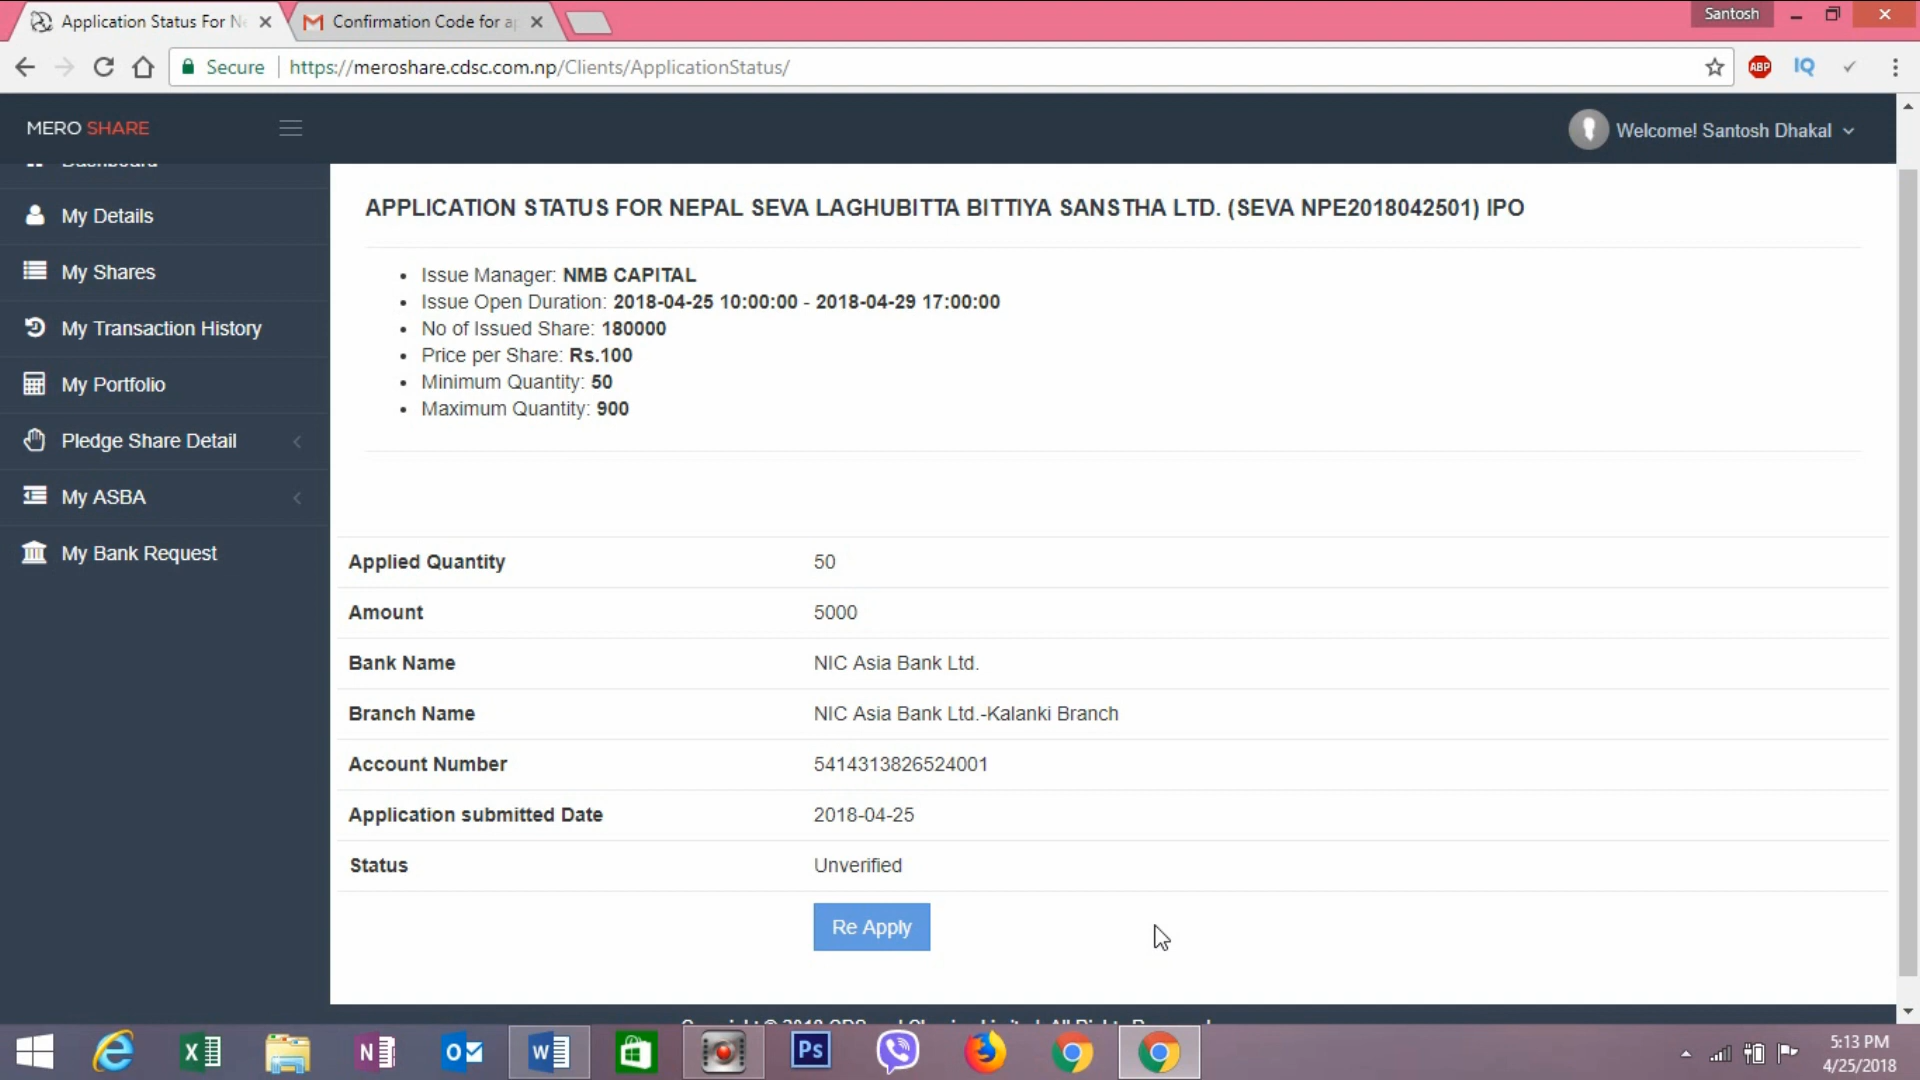 Application Status For Ne
Confirmation Code for a
Santosh
Secure
https://meroshare.cdsc.com.np/Clients/ApplicationStatus/
ABP
IQ
MERO SHARE
Welcome! Santosh Dhakal
Dashboard
My Details
My Shares
My Transaction History
My Portfolio
Pledge Share Detail
My ASBA
My Bank Request
APPLICATION STATUS FOR NEPAL SEVA LAGHUBITTA BITTIYA SANSTHA LTD. (SEVA NPE2018042501) IPO
Issue Manager: NMB CAPITAL
Issue Open Duration: 2018-04-25 10:00:00 - 2018-04-29 17:00:00
No of Issued Share: 180000
Price per Share: Rs.100
Minimum Quantity: 50
Maximum Quantity: 900
Applied Quantity 50
Amount 5000
Bank Name NIC Asia Bank Ltd.
Branch Name NIC Asia Bank Ltd.-Kalanki Branch
Account Number 5414313826524001
Application submitted Date 2018-04-25
Status Unverified
Re Apply
Ps
5:13 PM
4/25/2018